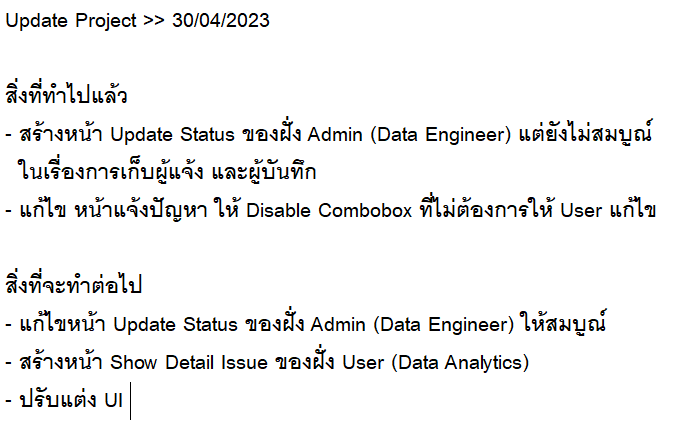 Update Project >> 30/04/2023
สิ่งที่ทำไปแล้ว
- สร้างหน้า Update Status ของฝั่ง Admin (Data Engineer) แต่ยังไม่สมบูณ์
ในเรื่องการเก็บผู้แจ้ง และผู้บันทึก
- แก้ไข หน้าแจ้งปัญหา ให้ Disable Combobox ที่ไม่ต้องการให้ User แก้ไข
สิ่งที่จะทำต่อไป
- แก้ไขหน้า Update Status ของฝั่ง Admin (Data Engineer) ให้สมบูณ์
- สร้างหน้า Show Detail Issue ของฝั่ง User (Data Analytics)
- ปรับแต่ง UI